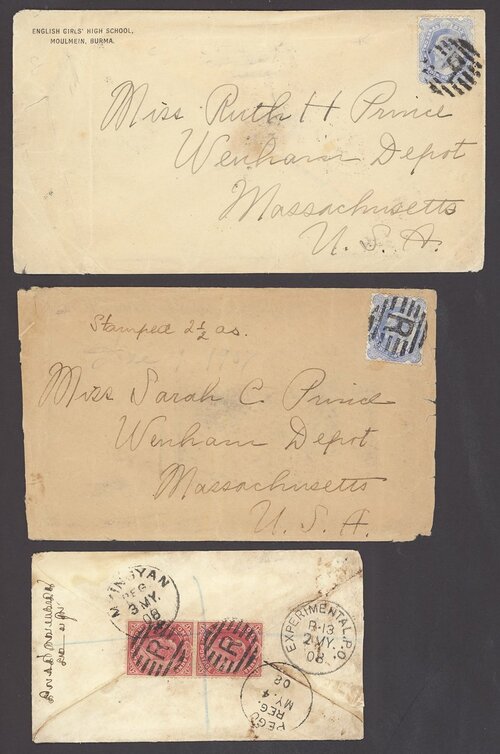 ENGLISH GIRLS' HIGH SCHOOL,
MOULMEIN, BURMA.
Miss Ruth H Prince
Wenham Depot
Massachusetts
U. S. A.
Stamped 2½ as.
R
Miss Sarah C. Prince
Wenham Depot
Massachusetts
U. S. A.
MYINGYAN
REG
3 MY.
08
R
R
EXPERIMENTAL.P.O.
R-13
2 MY.
08
PEGU
REG.
MY. 4
08